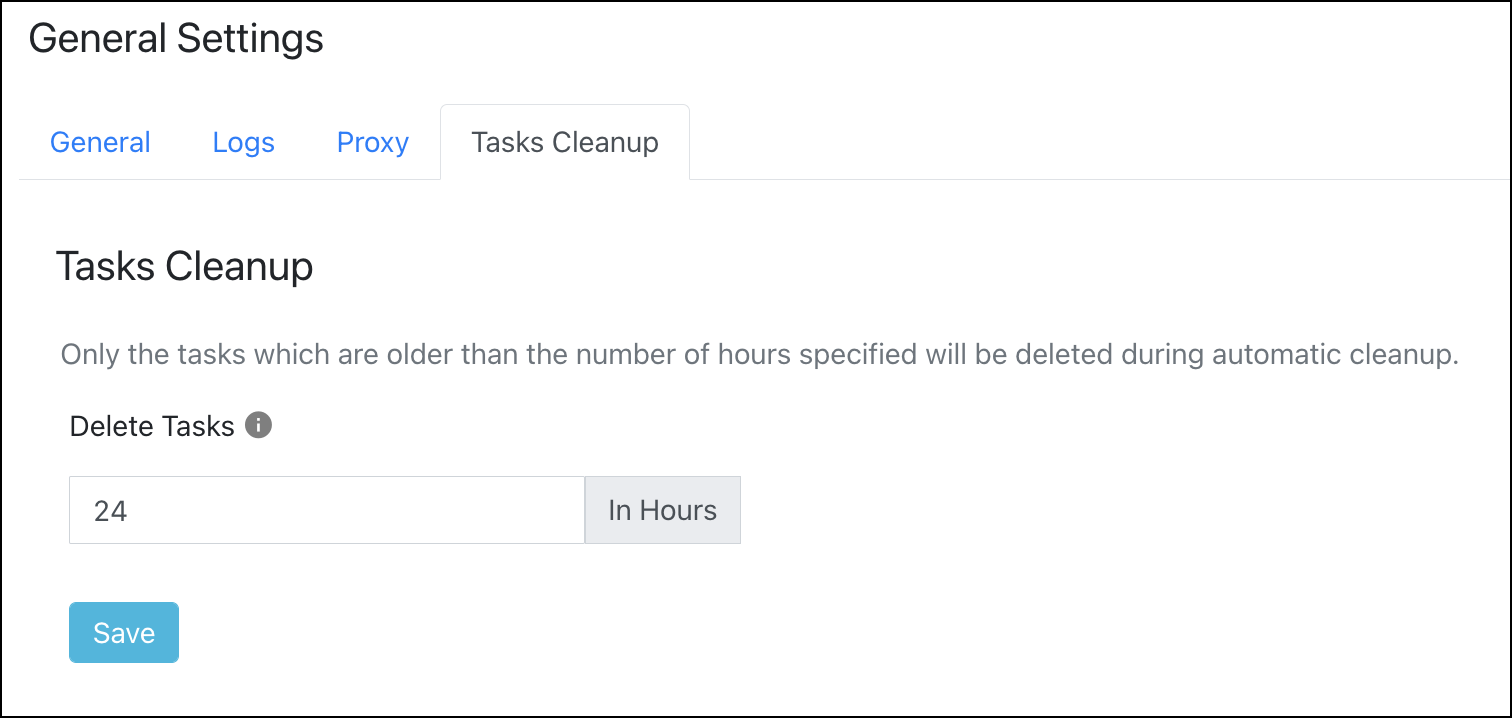 General Settings
General Logs Proxy Tasks Cleanup
Tasks Cleanup
Only the tasks which are older than the number of hours specified will be deleted during automatic cleanup.
Delete Tasks
24 In Hours
Save